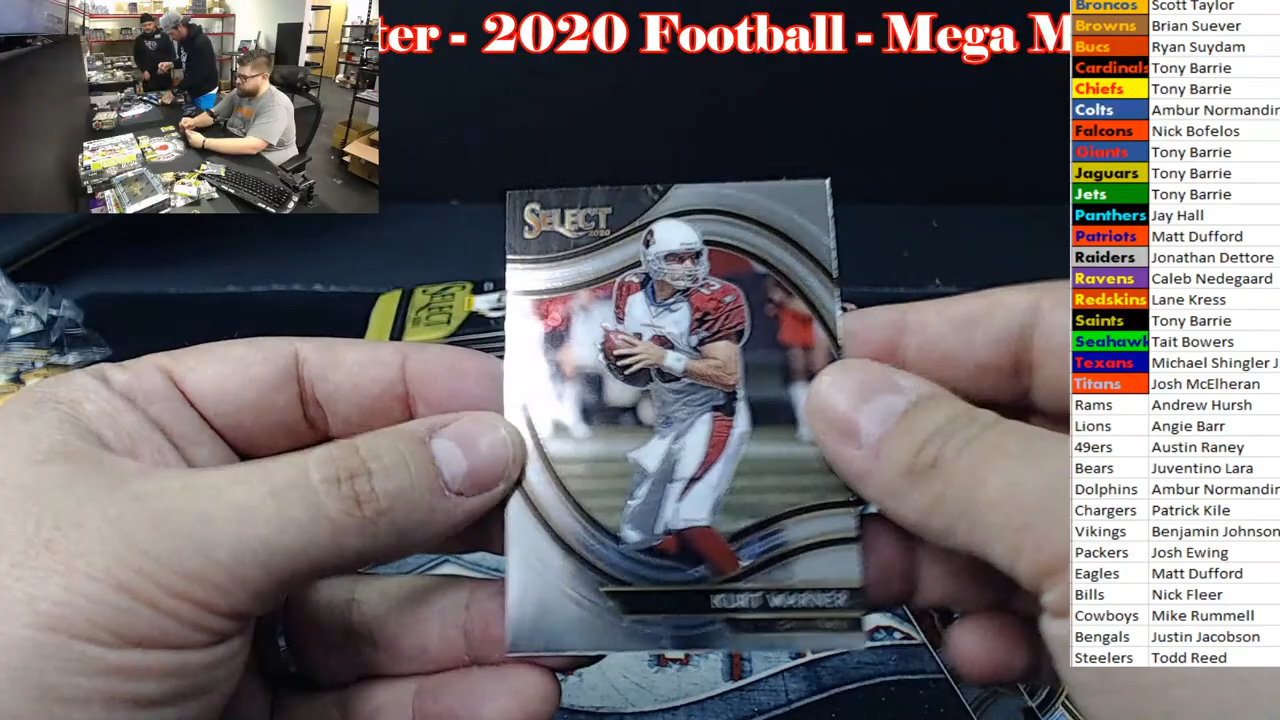 ter - 2020 Football - Mega M
Broncos Scott Taylor
Browns Brian Suever
Bucs Ryan Suydam
Cardinals Tony Barrie
Chiefs Tony Barrie
Colts Ambur Normandin
Falcons Nick Bofelos
Giants Tony Barrie
Jaguars Tony Barrie
Jets Tony Barrie
Panthers Jay Hall
Patriots Matt Dufford
Raiders Jonathan Dettore
Ravens Caleb Nedegaard
Redskins Lane Kress
Saints Tony Barrie
Seahawk Tait Bowers
Texans Michael Shingler J
Titans Josh McElheran
Rams Andrew Hursh
Lions Angie Barr
49ers Austin Raney
Bears Juventino Lara
Dolphins Ambur Normandin
Chargers Patrick Kile
Vikings Benjamin Johnson
Packers Josh Ewing
Eagles Matt Dufford
Bills Nick Fleer
Cowboys Mike Rummell
Bengals Justin Jacobson
Steelers Todd Reed
SELECT
2020
SELECT
KURT WARNER